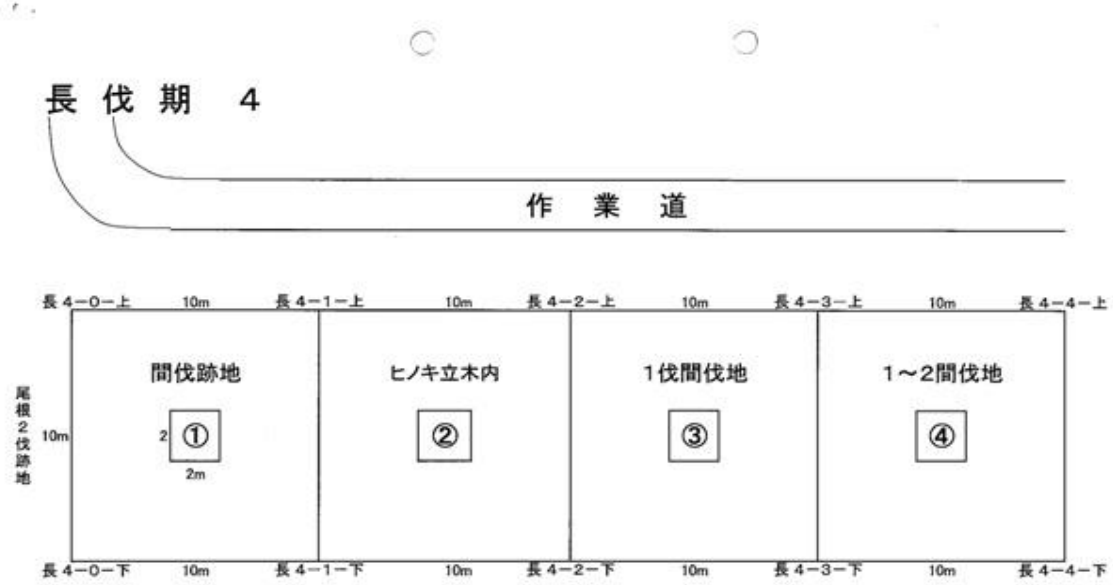 長伐期 4
作業道
長4-0-上 10m 長4-1-上 10m 長4-2-上 10m 長4-3-上 10m 長4-4-上
間伐跡地 ヒノキ立木内 1伐間伐地 1~2間伐地
尾根2伐跡地
10m 2 ① ② ③ ④
2m
長4-0-下 10m 長4-1-下 10m 長4-2-下 10m 長4-3-下 10m 長4-4-下